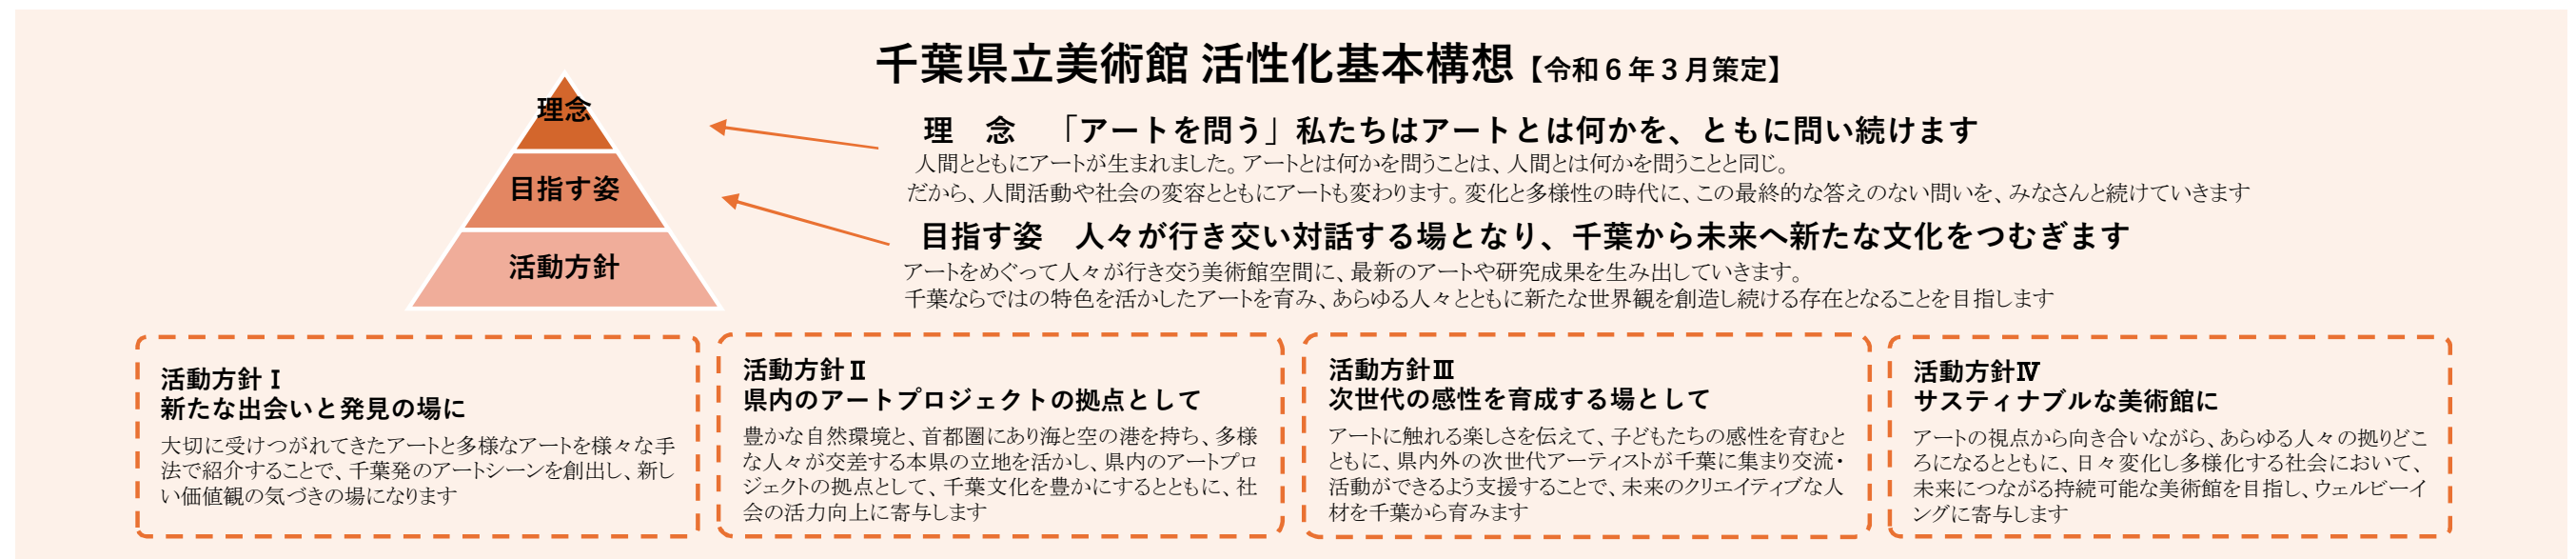 千葉県立美術館 活性化基本構想【令和６年３月策定】
理念
目指す姿
活動方針
理　念　「アートを問う」私たちはアートとは何かを、ともに問い続けます
人間とともにアートが生まれました。アートとは何かを問うことは、人間とは何かを問うことと同じ。
だから、人間活動や社会の変容とともにアートも変わります。変化と多様性の時代に、この最終的な答えのない問いを、みなさんと続けていきます
目指す姿　人々が行き交い対話する場となり、千葉から未来へ新たな文化をつむぎます
アートをめぐって人々が行き交う美術館空間に、最新のアートや研究成果を生み出していきます。
千葉ならではの特色を活かしたアートを育み、あらゆる人々とともに新たな世界観を創造し続ける存在となることを目指します
活動方針Ⅰ
新たな出会いと発見の場に
大切に受けつがれてきたアートと多様なアートを様々な手
法で紹介することで、千葉発のアートシーンを創出し、新し
い価値観の気づきの場になります
活動方針Ⅱ
県内のアートプロジェクトの拠点として
豊かな自然環境と、首都圏にあり海と空の港を持ち、多様
な人々が交差する本県の立地を活かし、県内のアートプロ
ジェクトの拠点として、千葉文化を豊かにするとともに、社
会の活力向上に寄与します
活動方針Ⅲ
次世代の感性を育成する場として
アートに触れる楽しさを伝えて、子どもたちの感性を育むと
ともに、県内外の次世代アーティストが千葉に集まり交流・
活動ができるよう支援することで、未来のクリエイティブな人
材を千葉から育みます
活動方針Ⅳ
サスティナブルな美術館に
アートの視点から向き合いながら、あらゆる人々の拠りどこ
ろになるとともに、日々変化し多様化する社会において、
未来につながる持続可能な美術館を目指し、ウェルビーイ
ングに寄与します